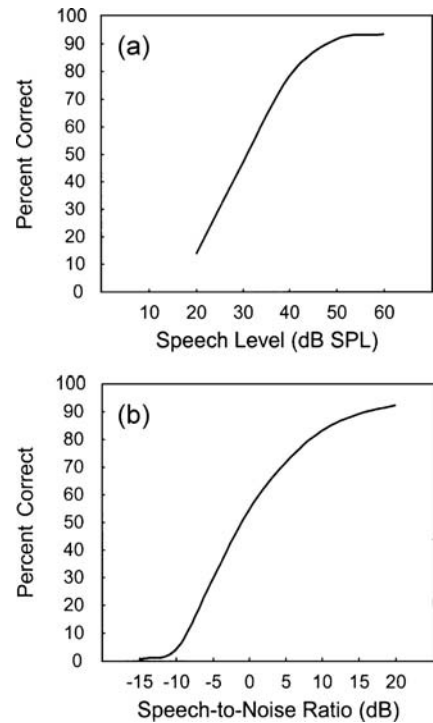 100
90
80
70
60
50
40
30
20
10
0
(a)
Percent Correct
10 20 30 40 50 60
Speech Level (dB SPL)
100
90
80
70
60
50
40
30
20
10
0
(b)
Percent Correct
-15 -10 -5 0 5 10 15 20
Speech-to-Noise Ratio (dB)